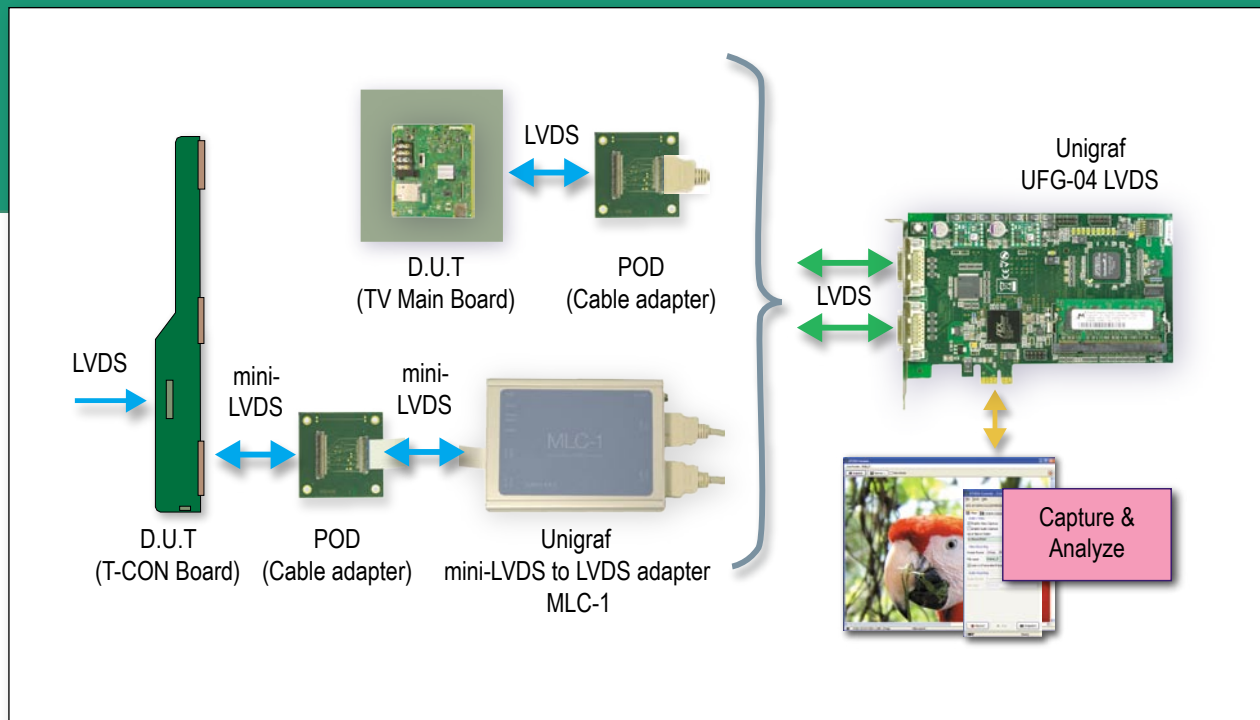 LVDS
D.U.T
(TV Main Board)
POD
(Cable adapter)
LVDS
D.U.T
(T-CON Board)
mini-
LVDS
POD
(Cable adapter)
mini-
LVDS
MLC-1
Unigraf
mini-LVDS to LVDS adapter
MLC-1
LVDS
Unigraf
UFG-04 LVDS
Capture &
Analyze